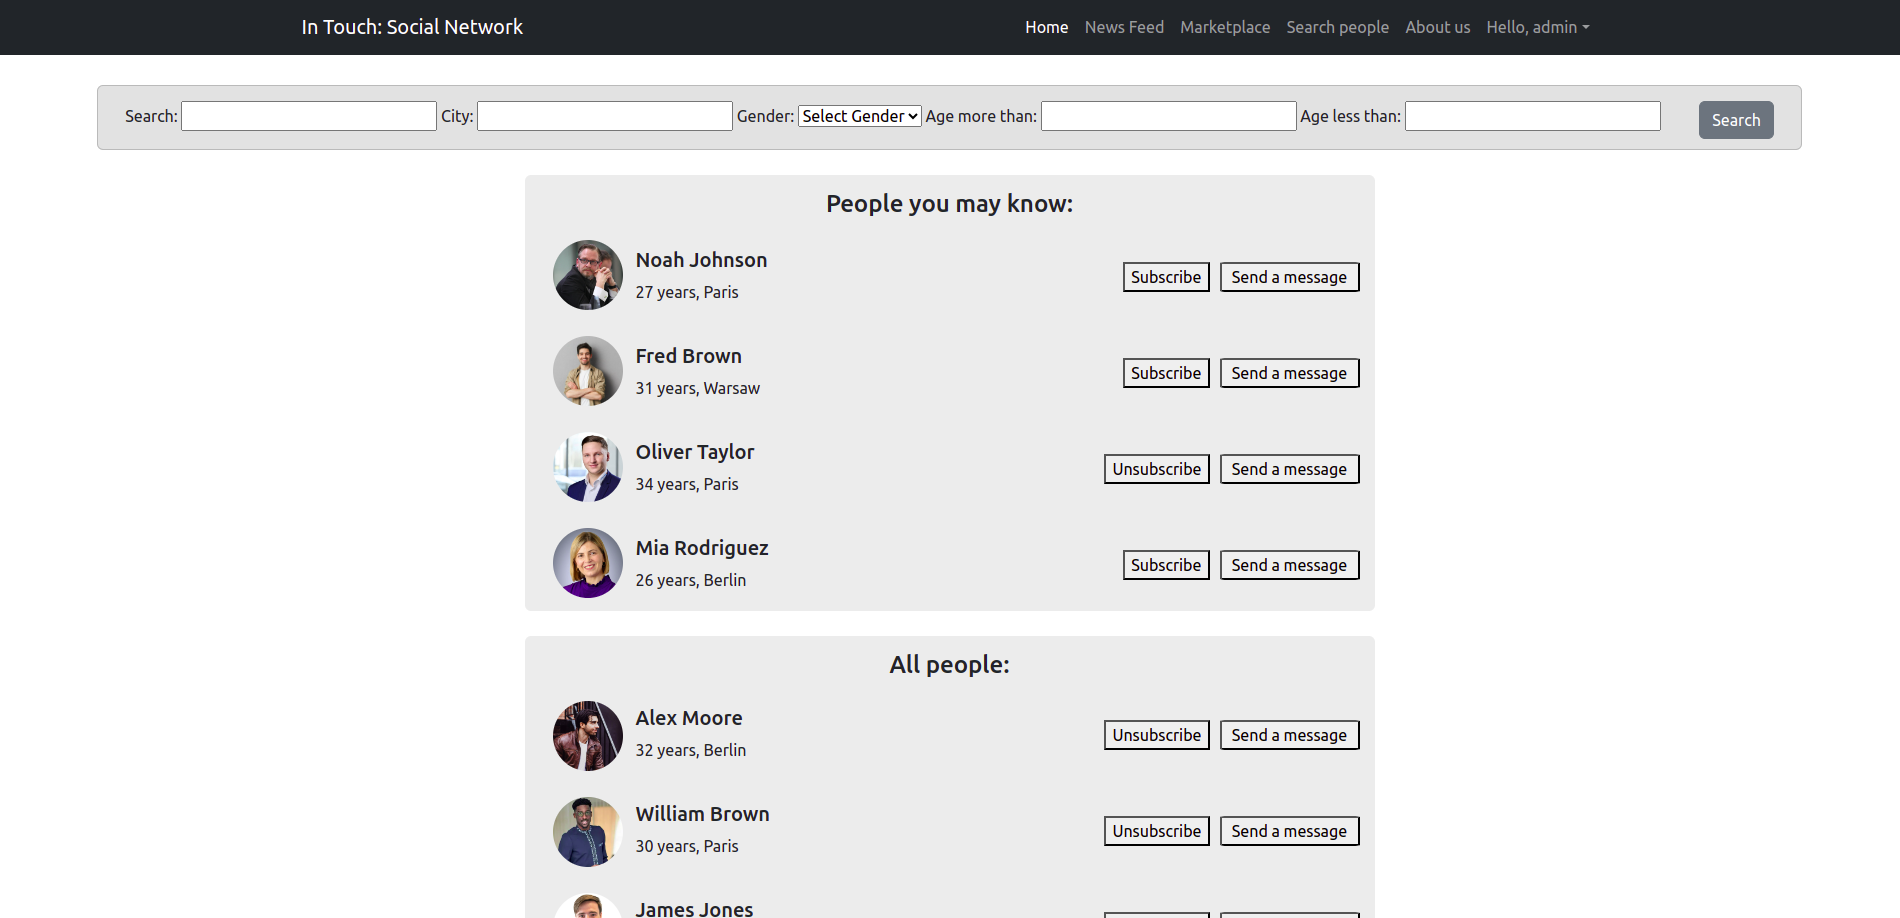 In Touch: Social Network Home News Feed Marketplace Search people About us Hello, admin
Search: City: Gender: Select Gender Age more than: Age less than: Search
People you may know:
Noah Johnson
27 years, Paris
Subscribe Send a message
Fred Brown
31 years, Warsaw
Subscribe Send a message
Oliver Taylor
34 years, Paris
Unsubscribe Send a message
Mia Rodriguez
26 years, Berlin
Subscribe Send a message
All people:
Alex Moore
32 years, Berlin
Unsubscribe Send a message
William Brown
30 years, Paris
Unsubscribe Send a message
James Jones